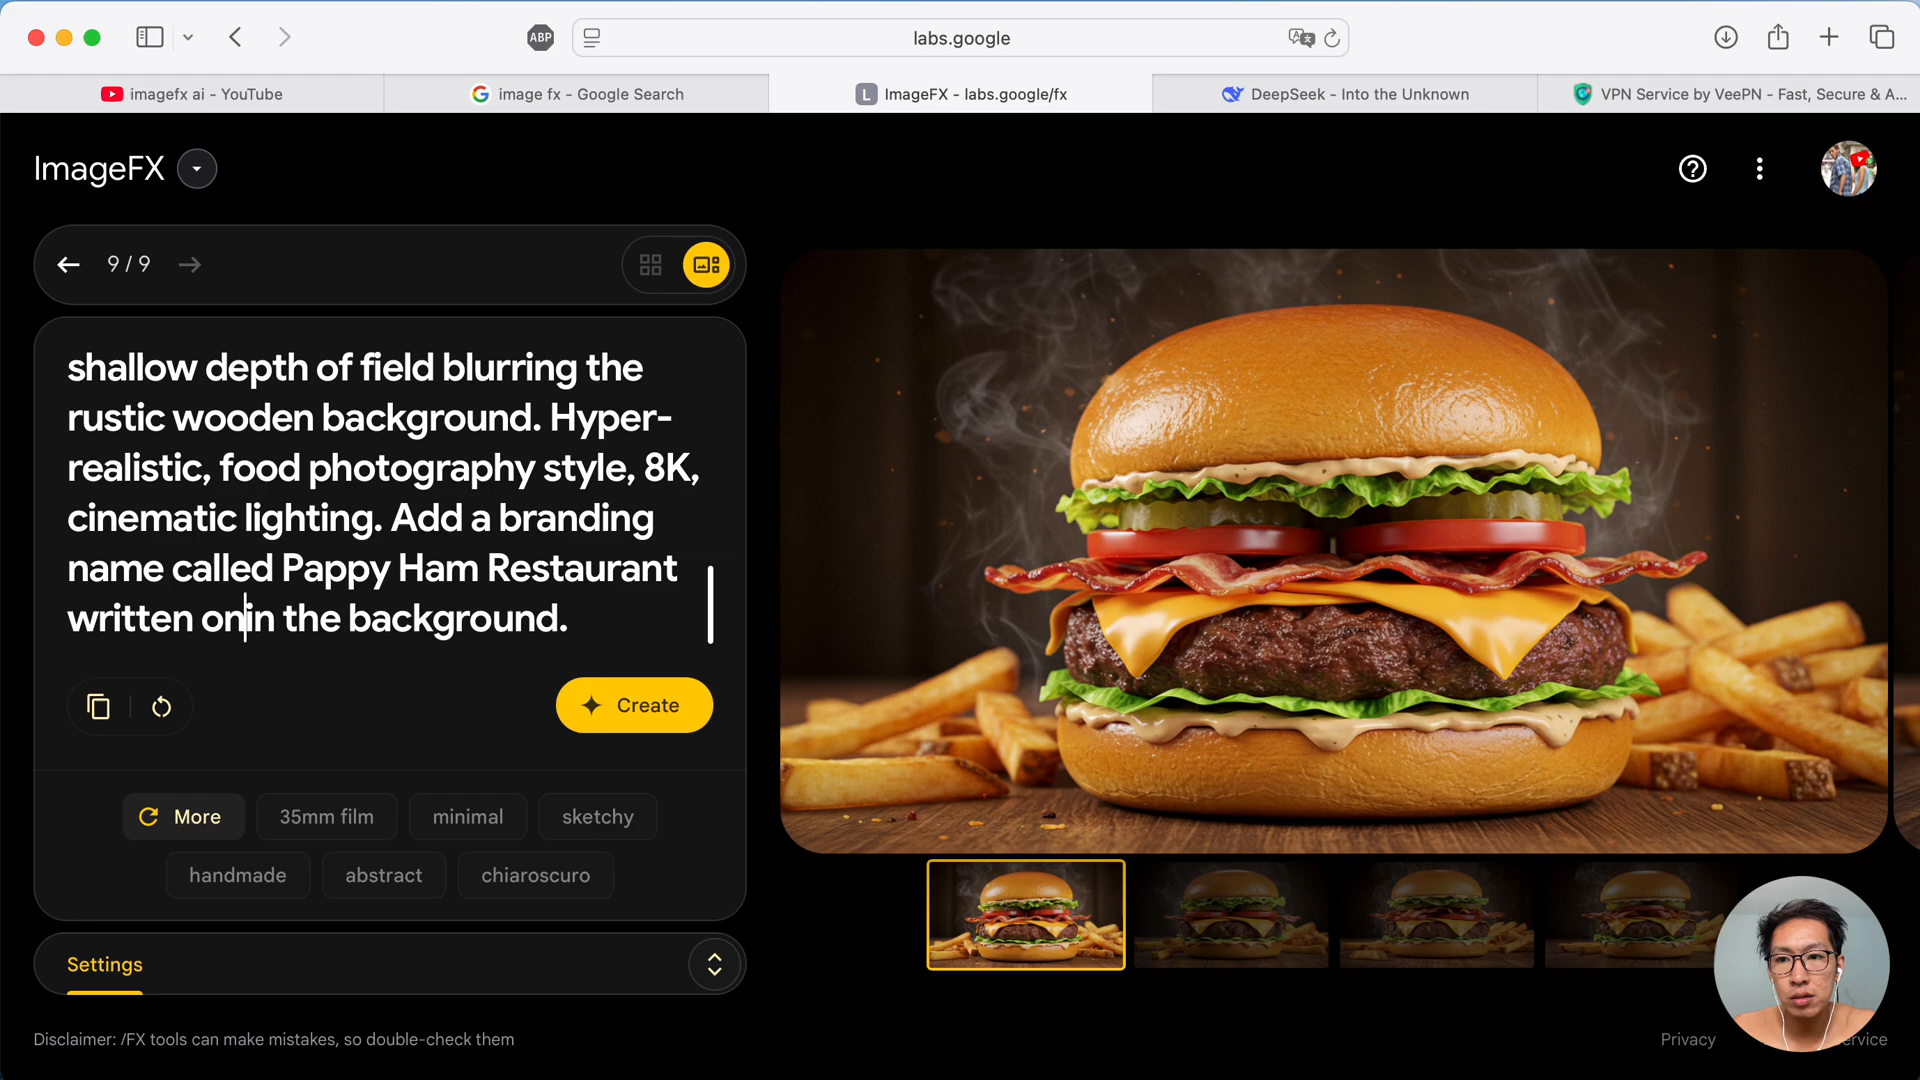 ABP
labs.google
imagefx ai - YouTube
image fx - Google Search
L
ImageFX - labs.google/fx
DeepSeek - Into the Unknown
VPN Service by VeePN - Fast, Secure & A...
ImageFX
9 / 9
shallow depth of field blurring the
rustic wooden background. Hyper-
realistic, food photography style, 8K,
cinematic lighting. Add a branding
name called Pappy Ham Restaurant
written onin the background.
Create
More
35mm film
minimal
sketchy
handmade
abstract
chiaroscuro
Settings
Disclaimer: /FX tools can make mistakes, so double-check them
Privacy